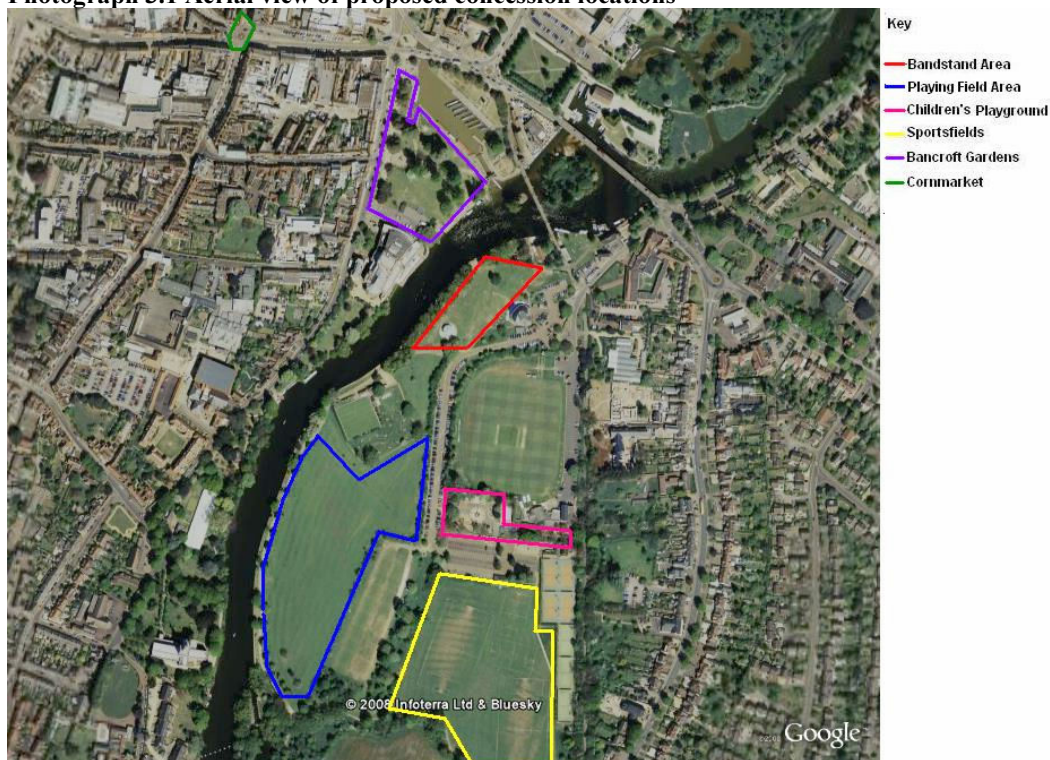 Photograph 3.1 Aerial view of proposed concession locations
Key
Bandstand Area
Playing Field Area
Children's Playground
Sportsfields
Bancroft Gardens
Cornmarket
© 2008 Infoterra Ltd & Bluesky
Google